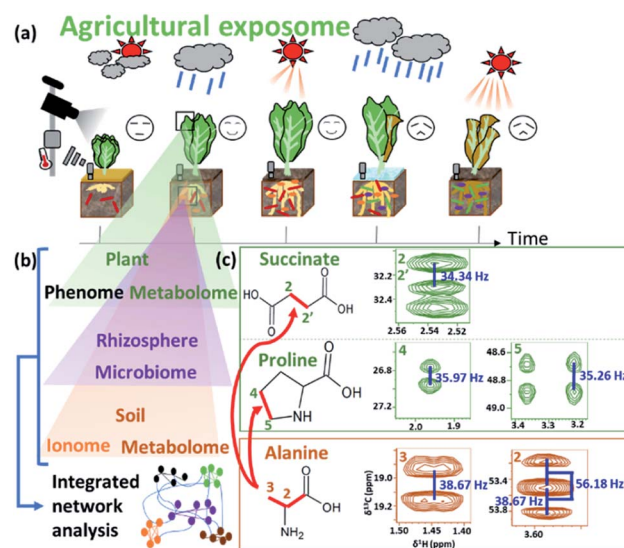 (a)
Agricultural exposome
Time
(b)
Plant
Phenome Metabolome
Rhizosphere
Microbiome
Soil
Ionome Metabolome
Integrated
network
analysis
(c)
Succinate
HO
O
2
2'
O
OH
2
2'
34.34 Hz
32.2
32.4
2.56
2.54
2.52
Proline
4
5
O
OH
NH
4
35.97 Hz
26.8
27.2
2.0
1.9
5
35.26 Hz
48.6
49.0
3.4
3.3
3.2
Alanine
3
2
O
OH
NH2
3
38.67 Hz
19.0
19.2
δ13C (ppm)
1.50
1.45
1.40
δ1H (ppm)
2
56.18 Hz
38.67 Hz
53.4
53.8
3.60